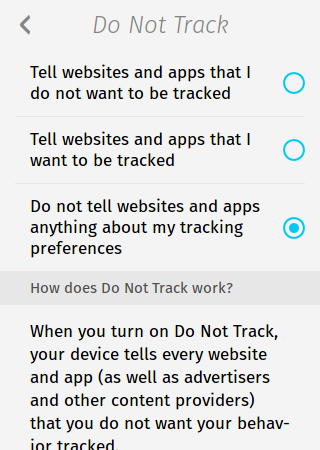 Do Not Track
Tell websites and apps that I
do not want to be tracked
Tell websites and apps that I
want to be tracked
Do not tell websites and apps
anything about my tracking
preferences
How does Do Not Track work?
When you turn on Do Not Track,
your device tells every website
and app (as well as advertisers
and other content providers)
that you do not want your behav-
ior tracked.